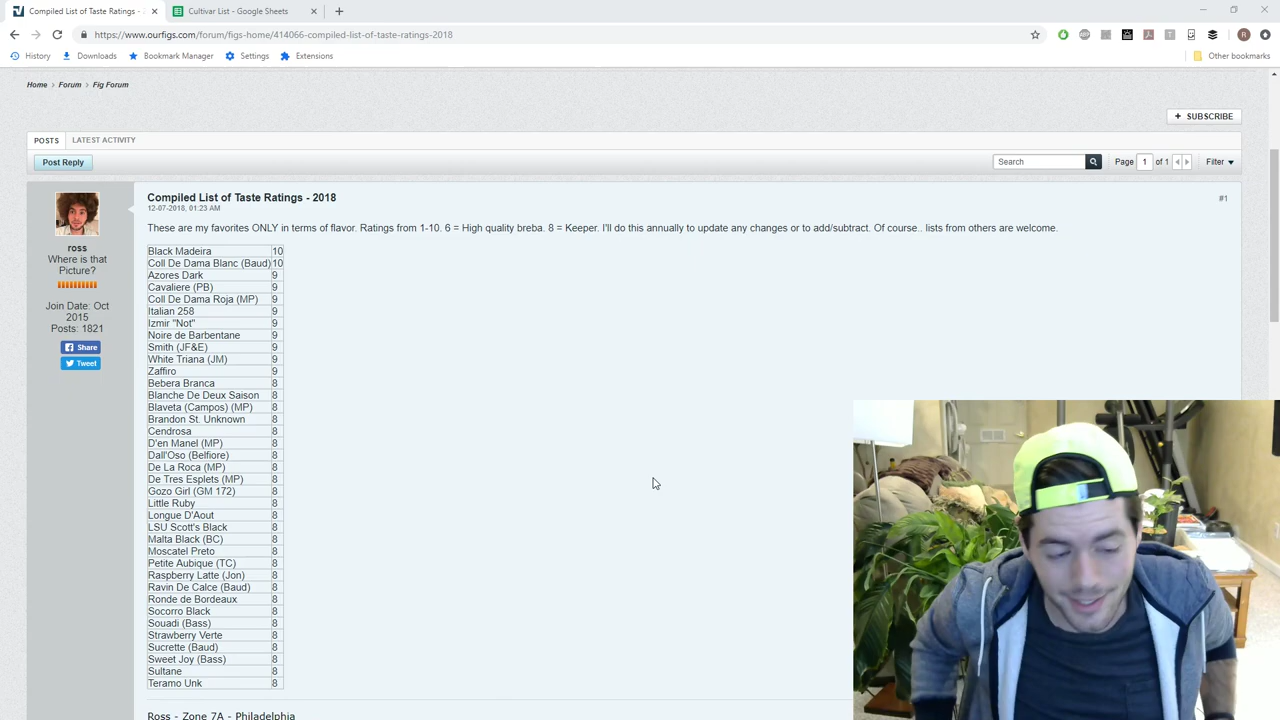 Compiled List of Taste Ratings -
Cultivar List - Google Sheets
https://www.ourfigs.com/forum/figs-home/414066-compiled-list-of-taste-ratings-2018
ABP
T
R
History
Downloads
Bookmark Manager
Settings
Extensions
Other bookmarks
Home > Forum > Fig Forum
+ SUBSCRIBE
POSTS
LATEST ACTIVITY
Post Reply
Search
Page 1 of 1
Filter
ross
Where is that
Picture?
Join Date: Oct
2015
Posts: 1821
Share
Tweet
Compiled List of Taste Ratings - 2018
#1
12-07-2018, 01:23 AM
These are my favorites ONLY in terms of flavor. Ratings from 1-10. 6 = High quality breba. 8 = Keeper. I'll do this annually to update any changes or to add/subtract. Of course.. lists from others are welcome.
Black Madeira 10
Coll De Dama Blanc (Baud) 10
Azores Dark 9
Cavaliere (PB) 9
Coll De Dama Roja (MP) 9
Italian 258 9
Izmir "Not" 9
Noire de Barbentane 9
Smith (JF&E) 9
White Triana (JM) 9
Zaffiro 9
Bebera Branca 8
Blanche De Deux Saison 8
Blaveta (Campos) (MP) 8
Brandon St. Unknown 8
Cendrosa 8
D'en Manel (MP) 8
Dall'Oso (Belfiore) 8
De La Roca (MP) 8
De Tres Esplets (MP) 8
Gozo Girl (GM 172) 8
Little Ruby 8
Longue D'Aout 8
LSU Scott's Black 8
Malta Black (BC) 8
Moscatel Preto 8
Petite Aubique (TC) 8
Raspberry Latte (Jon) 8
Ravin De Calce (Baud) 8
Ronde de Bordeaux 8
Socorro Black 8
Souadi (Bass) 8
Strawberry Verte 8
Sucrette (Baud) 8
Sweet Joy (Bass) 8
Sultane 8
Teramo Unk 8
Ross - Zone 7A - Philadelphia